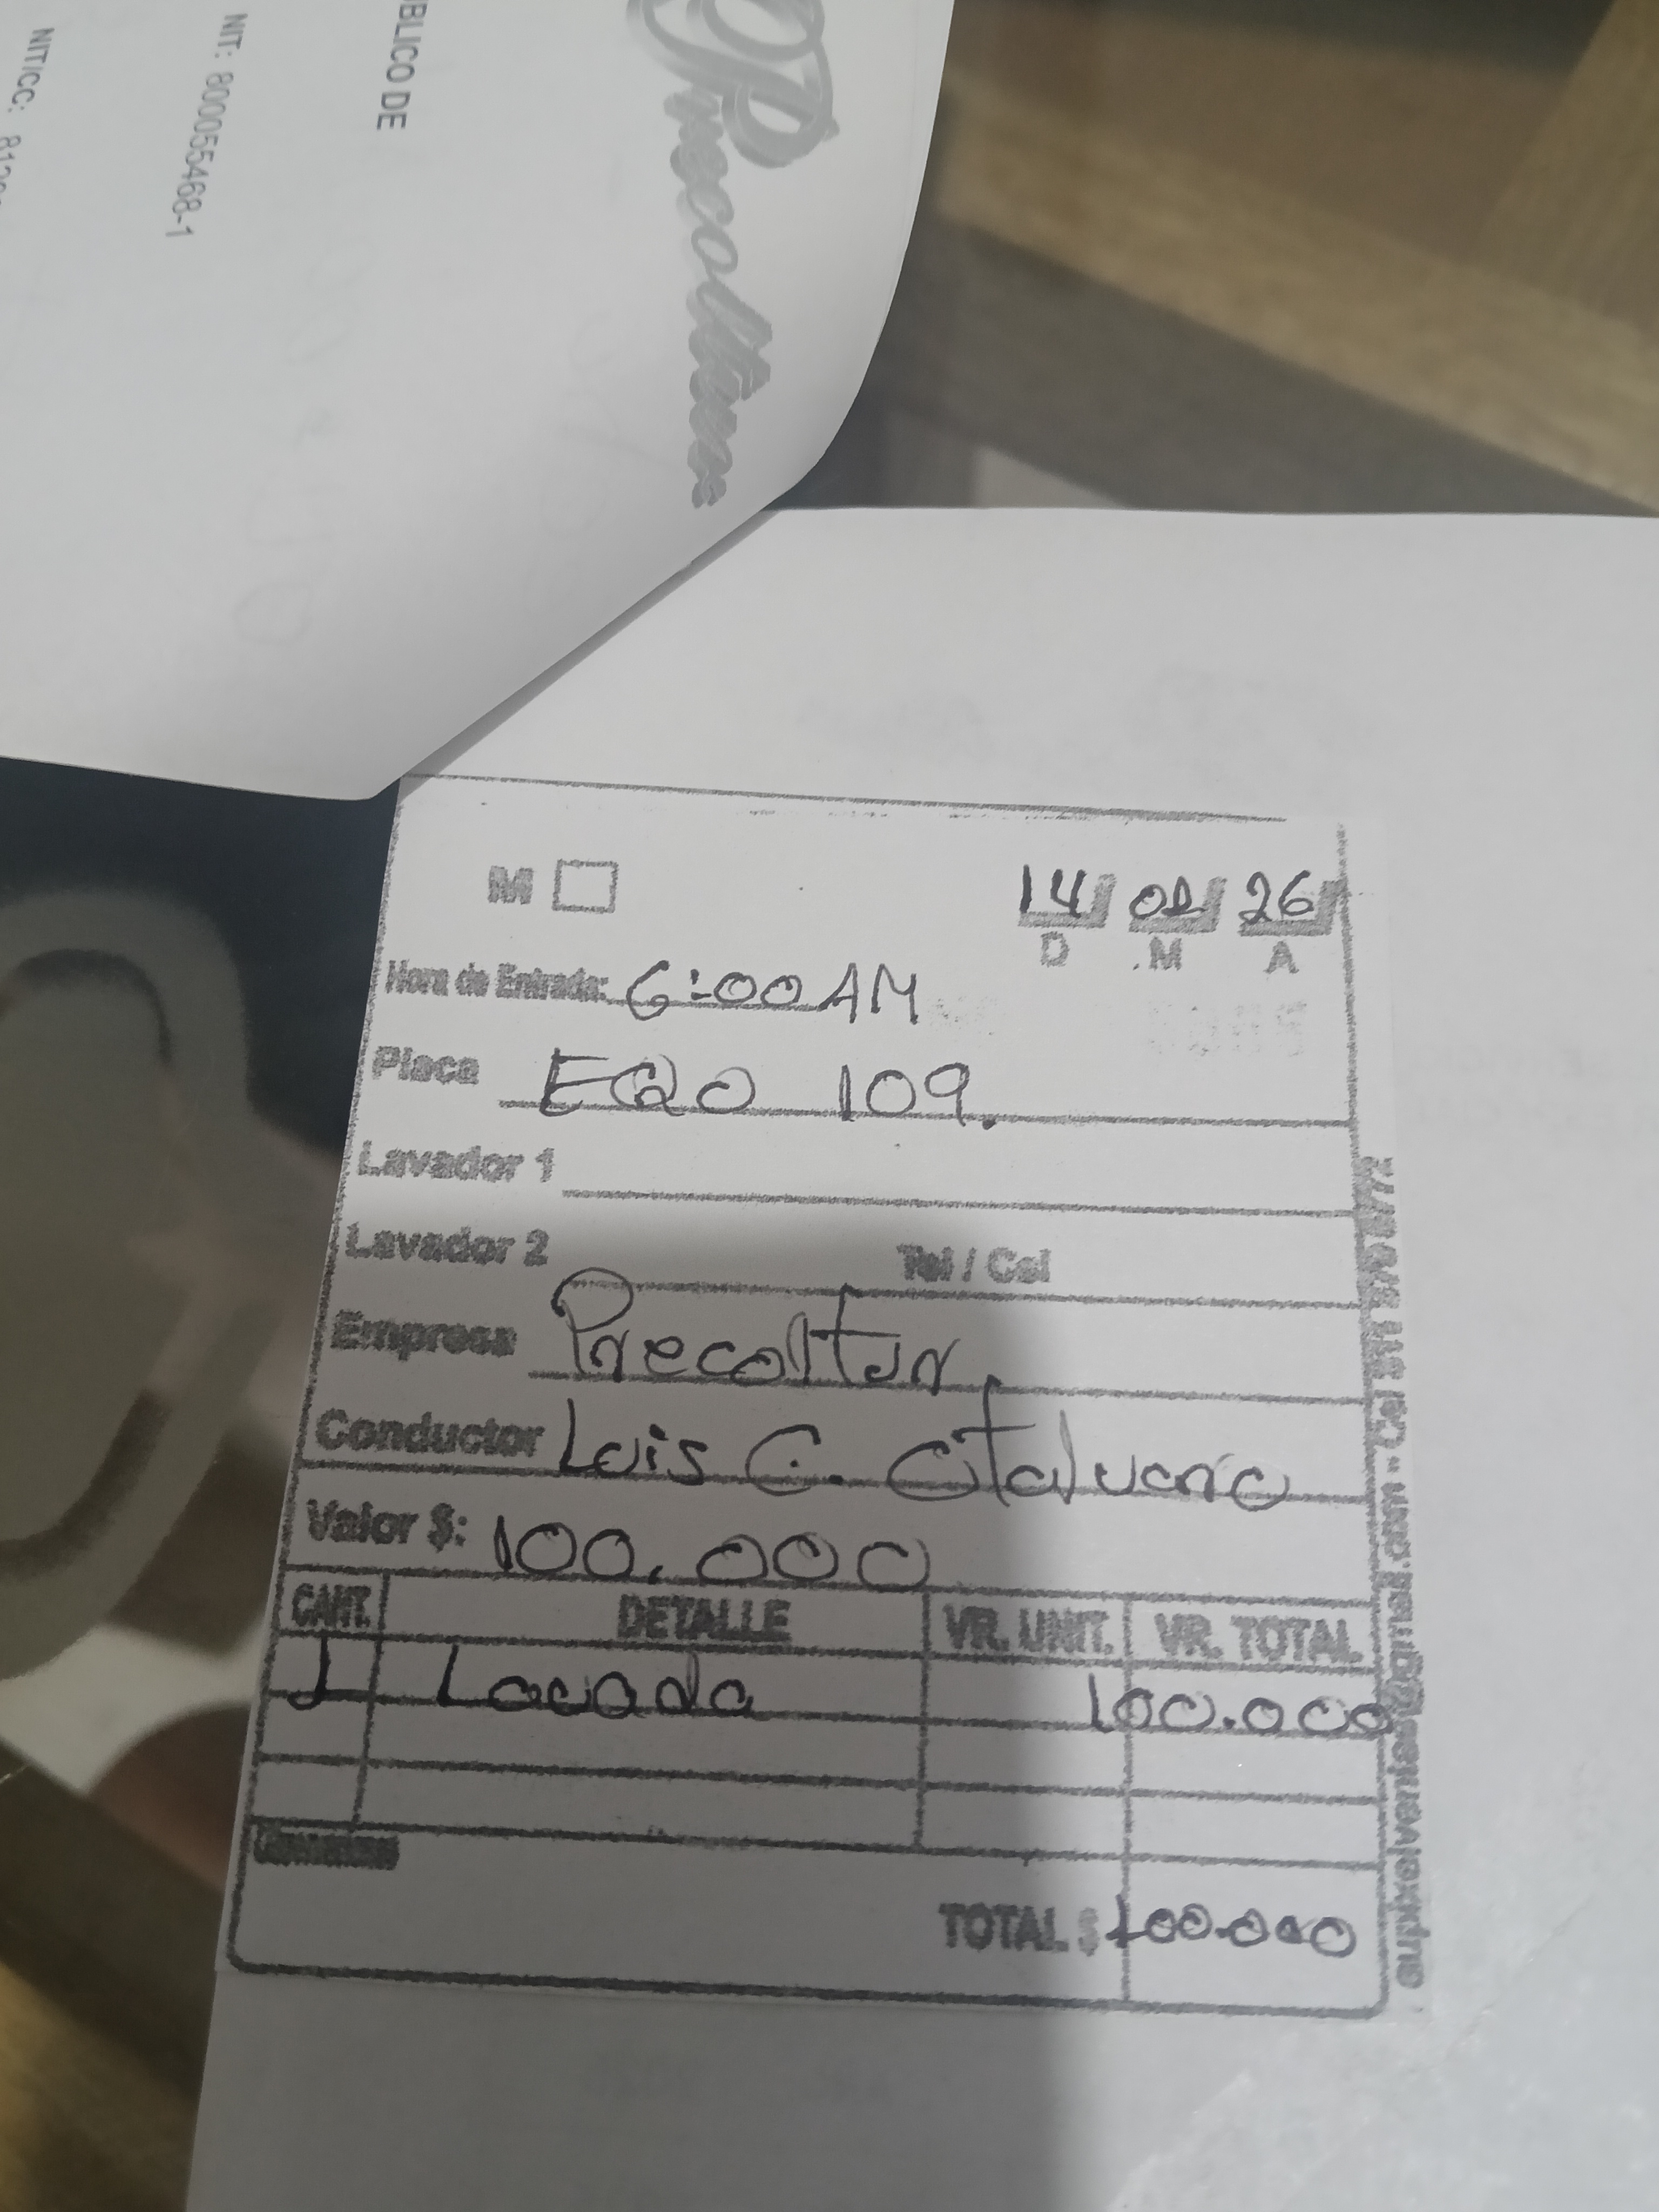 BLICO DE
NIT: 800055468-1
NIT/CC:
Precoltur
M
14 02 26
D M A
Hora de Entrada: 6:00 AM
Placa EQO 109.
Lavador 1
Lavador 2 Tel / Cel
Empresa Precoltur.
Conductor Luis C. Otalvaro
Valor $: 100.000
CANT. DETALLE VR. UNIT. VR. TOTAL
1 Lavada 100.000
TOTAL $ 100.000